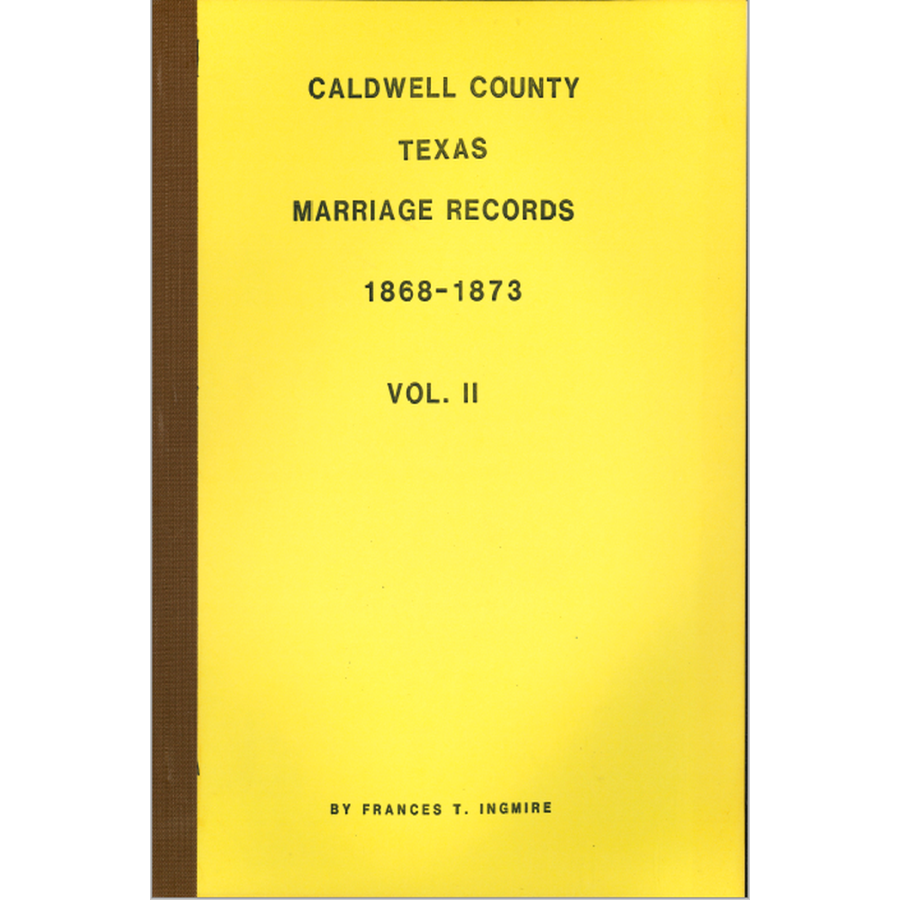 CALDWELL COUNTY
TEXAS
MARRIAGE RECORDS
1868-1873
VOL. II
BY FRANCES T. INGMIRE